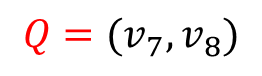 Q = (v₇, v₈)